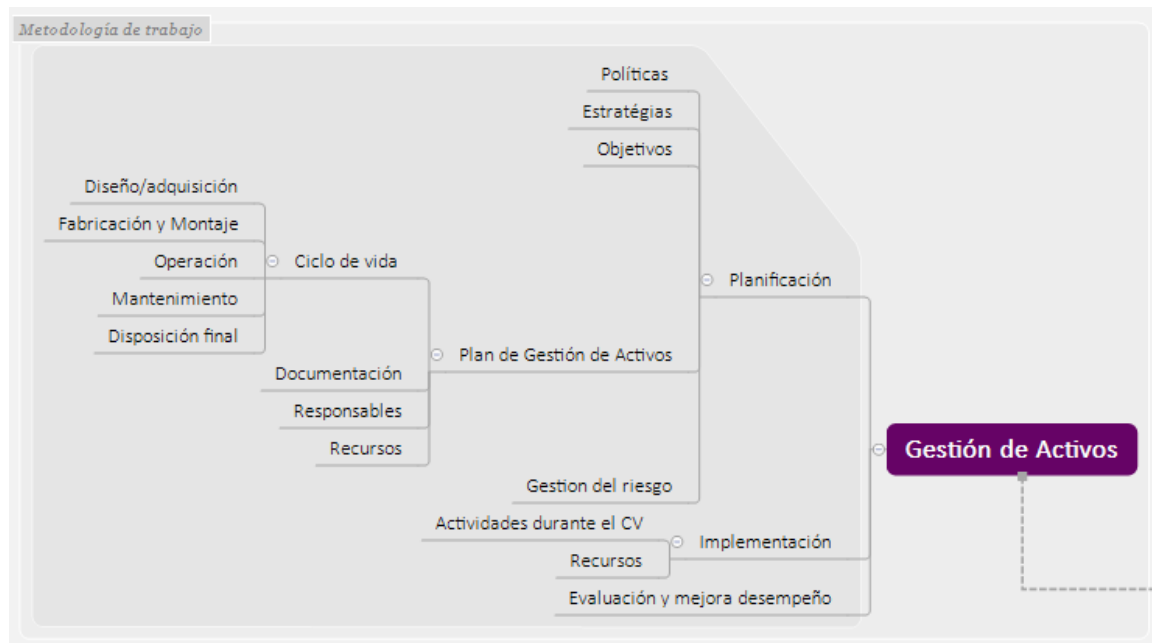 Metodología de trabajo
Políticas
Estratégias
Objetivos
Diseño/adquisición
Fabricación y Montaje
Operación
Ciclo de vida
Mantenimiento
Disposición final
Planificación
Plan de Gestión de Activos
Documentación
Responsables
Recursos
Gestion del riesgo
Gestión de Activos
Actividades durante el CV
Implementación
Recursos
Evaluación y mejora desempeño